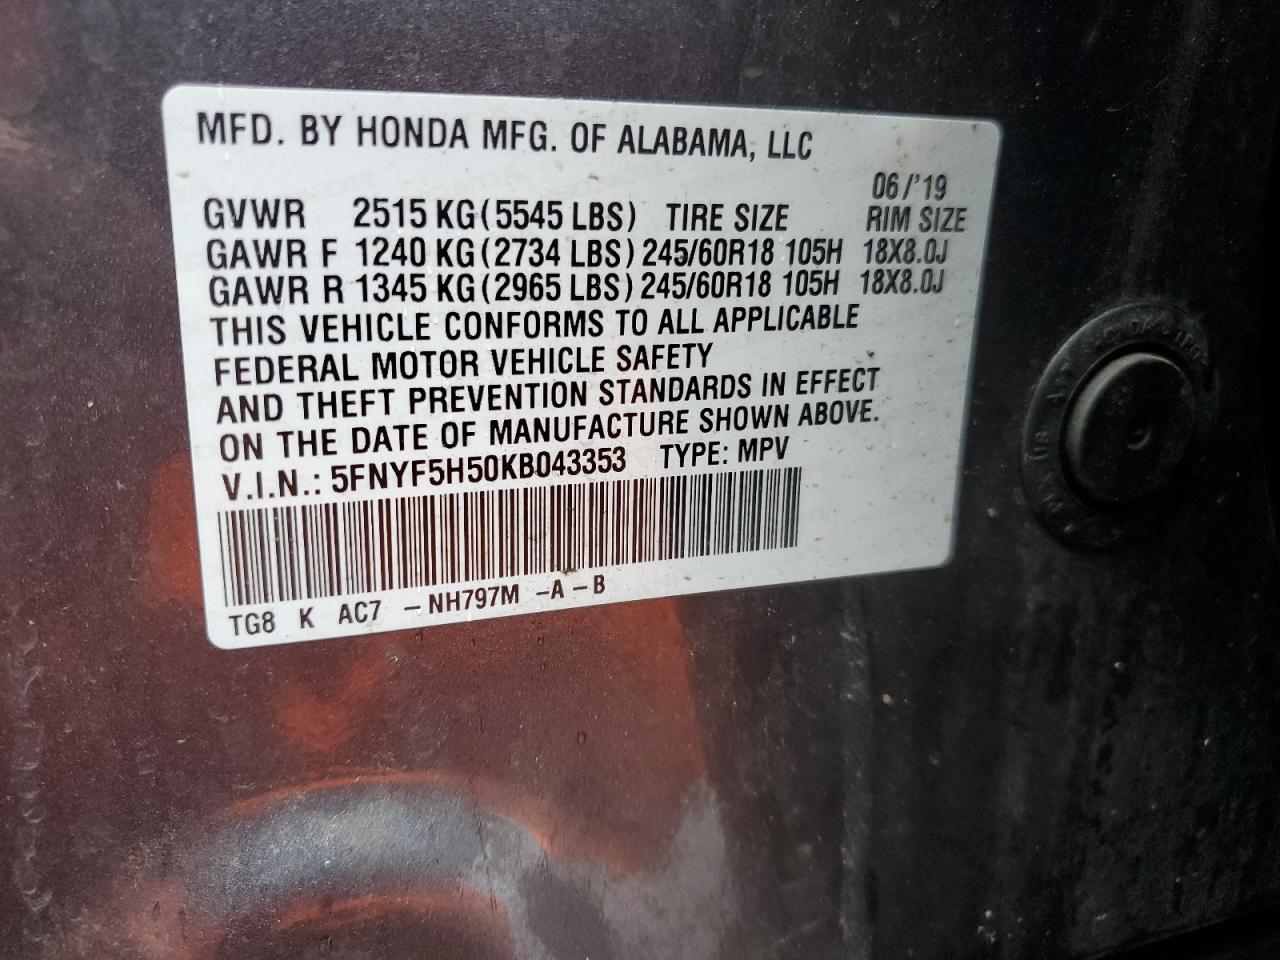 MFD. BY HONDA MFG. OF ALABAMA, LLC
06/'19
GVWR 2515 KG (5545 LBS) TIRE SIZE RIM SIZE
GAWR F 1240 KG (2734 LBS) 245/60R18 105H 18X8.0J
GAWR R 1345 KG (2965 LBS) 245/60R18 105H 18X8.0J
THIS VEHICLE CONFORMS TO ALL APPLICABLE
FEDERAL MOTOR VEHICLE SAFETY
AND THEFT PREVENTION STANDARDS IN EFFECT
ON THE DATE OF MANUFACTURE SHOWN ABOVE.
V.I.N.: 5FNYF5H50KB043353 TYPE: MPV
TG8 K AC7 -NH797M -A-B